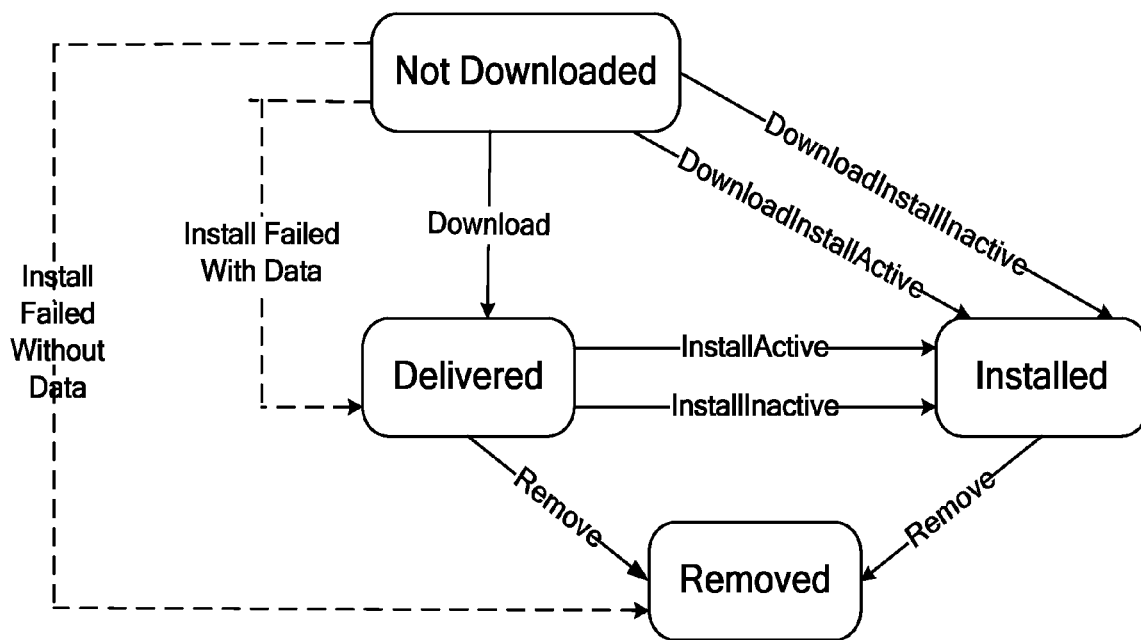 Not Downloaded
DownloadInstallInactive
DownloadInstallActive
Download
Install Failed
With Data
Install
Failed
Without
Data
Delivered
InstallActive
InstallInactive
Installed
Remove
Remove
Removed